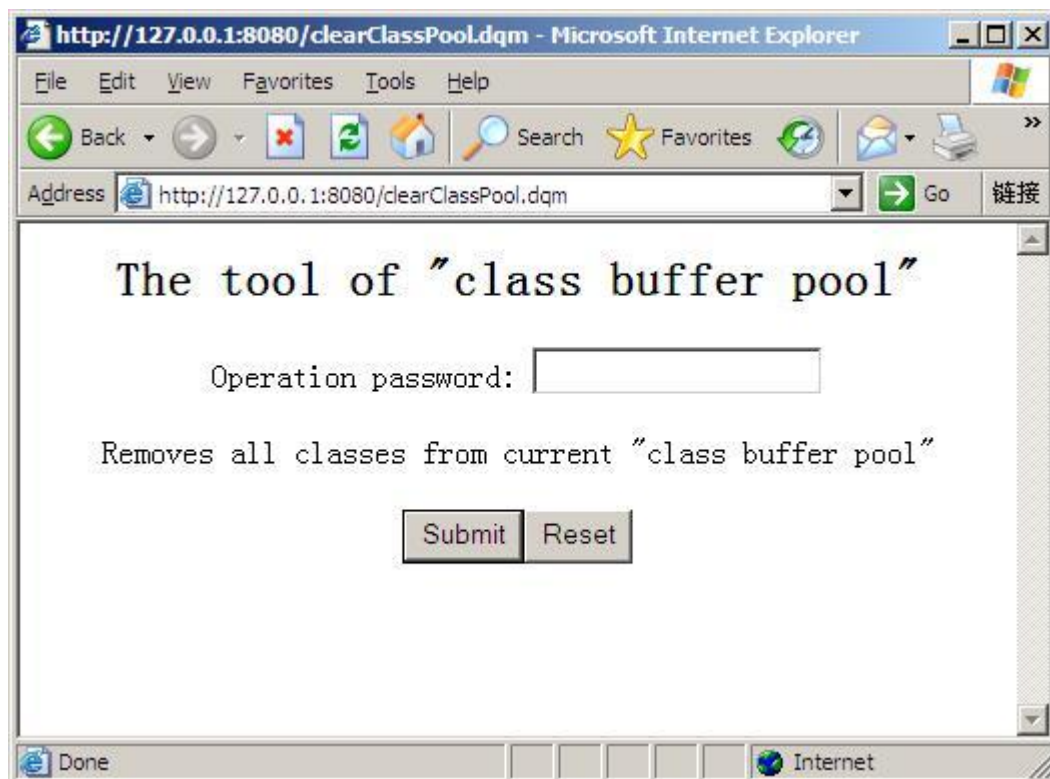 http://127.0.0.1:8080/clearClassPool.dqm - Microsoft Internet Explorer
File Edit View Favorites Tools Help
Back Search Favorites »
Address http://127.0.0.1:8080/clearClassPool.dqm Go 链接
The tool of "class buffer pool"
Operation password:
Removes all classes from current "class buffer pool"
Submit Reset
Done Internet